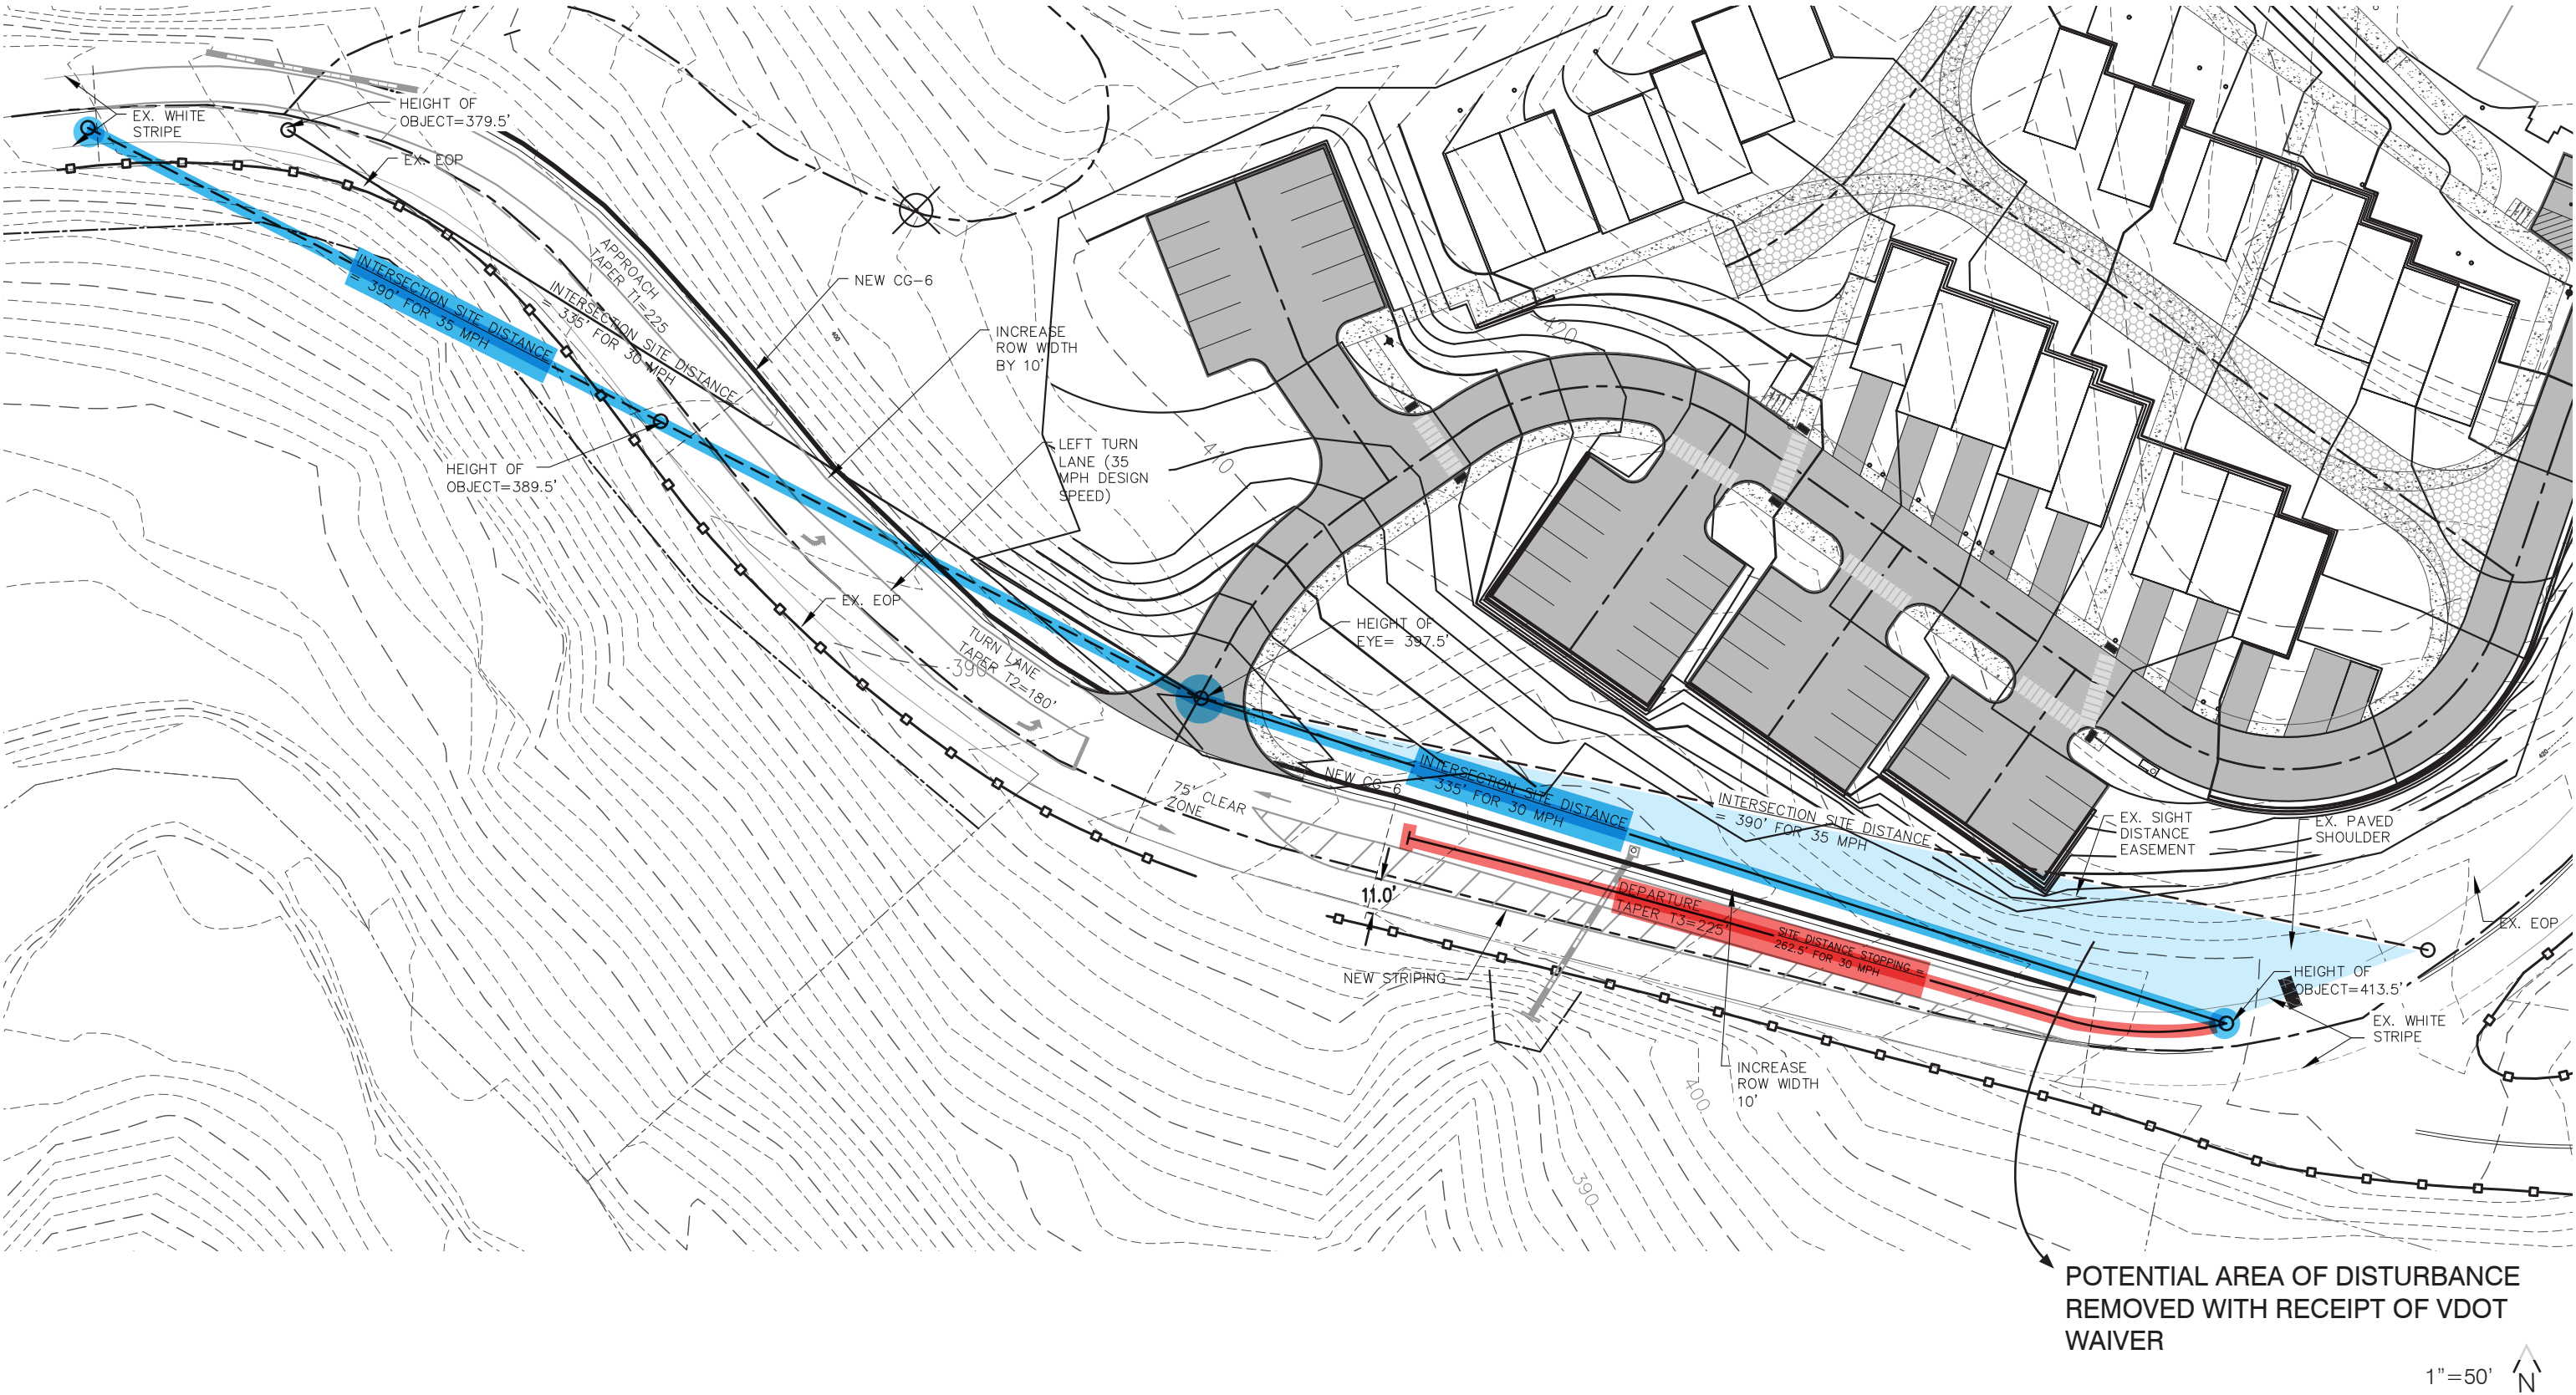 HEIGHT OF
OBJECT=379.5'
EX. WHITE
STRIPE
EX. EOP
APPROACH
TAPER T1=225
INTERSECTION SITE DISTANCE
= 390' FOR 35 MPH
INTERSECTION SITE DISTANCE
= 335' FOR 30 MPH
NEW CG-6
INCREASE
ROW WIDTH
BY 10'
420
410
LEFT TURN
LANE (35
MPH DESIGN
SPEED)
HEIGHT OF
OBJECT=389.5'
EX. EOP
TURN LANE
TAPER T2=180'
390
HEIGHT OF
EYE= 397.5'
75' CLEAR
ZONE
NEW CG-6
INTERSECTION SITE DISTANCE
335' FOR 30 MPH
INTERSECTION SITE DISTANCE
= 390' FOR 35 MPH
EX. SIGHT
DISTANCE
EASEMENT
EX. PAVED
SHOULDER
11.0'
DEPARTURE
TAPER T3=225'
SITE DISTANCE STOPPING =
262.5' FOR 30 MPH
EX. EOP
NEW STRIPING
HEIGHT OF
OBJECT=413.5'
EX. WHITE
STRIPE
INCREASE
ROW WIDTH
10'
400
390
POTENTIAL AREA OF DISTURBANCE
REMOVED WITH RECEIPT OF VDOT
WAIVER
1"=50'
N